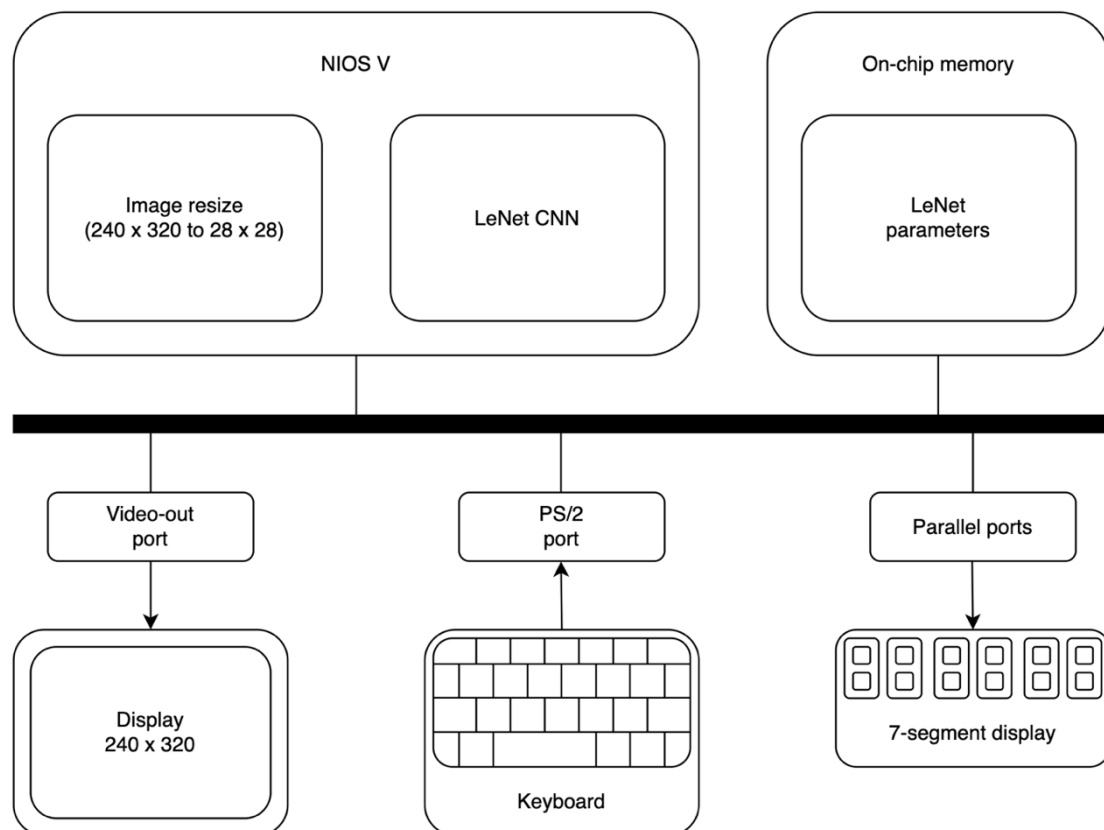 NIOS V
On-chip memory
Image resize
(240 x 320 to 28 x 28)
LeNet CNN
LeNet
parameters
Video-out
port
PS/2
port
Parallel ports
Display
240 x 320
Keyboard
7-segment display